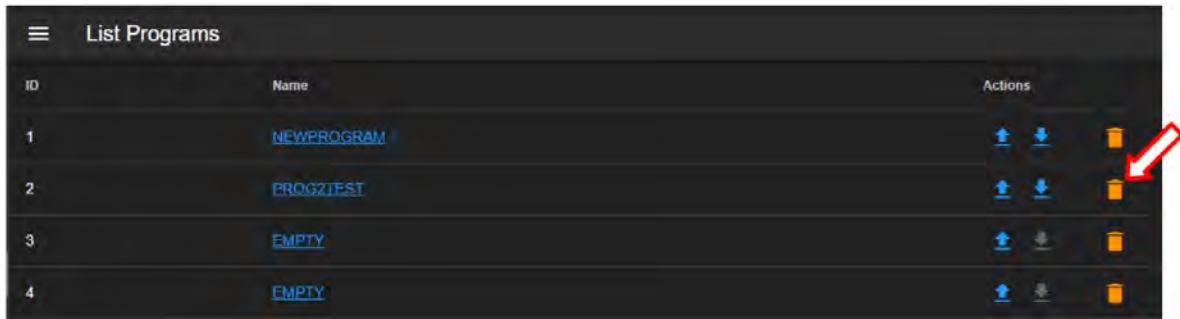 List Programs
ID Name Actions
1 NEWPROGRAM
2 PROG2TEST
3 EMPTY
4 EMPTY